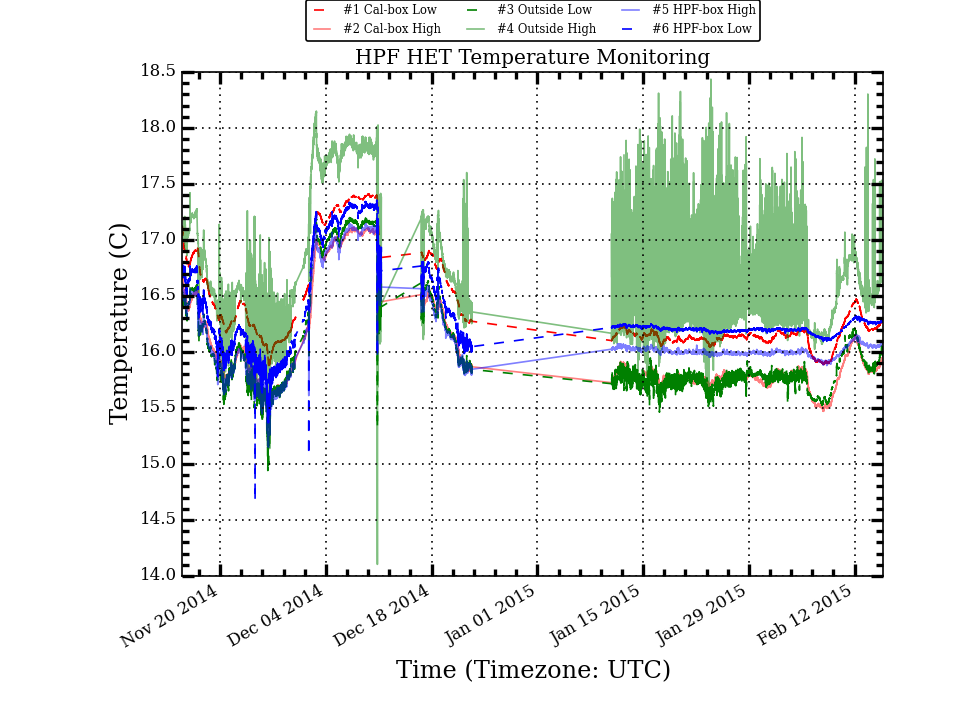 #1 Cal-box Low #3 Outside Low #5 HPF-box High
#2 Cal-box High #4 Outside High #6 HPF-box Low
HPF HET Temperature Monitoring
18.5
18.0
17.5
17.0
16.5
16.0
15.5
15.0
14.5
14.0
Temperature (C)
Nov 20 2014 Dec 04 2014 Dec 18 2014 Jan 01 2015 Jan 15 2015 Jan 29 2015 Feb 12 2015
Time (Timezone: UTC)